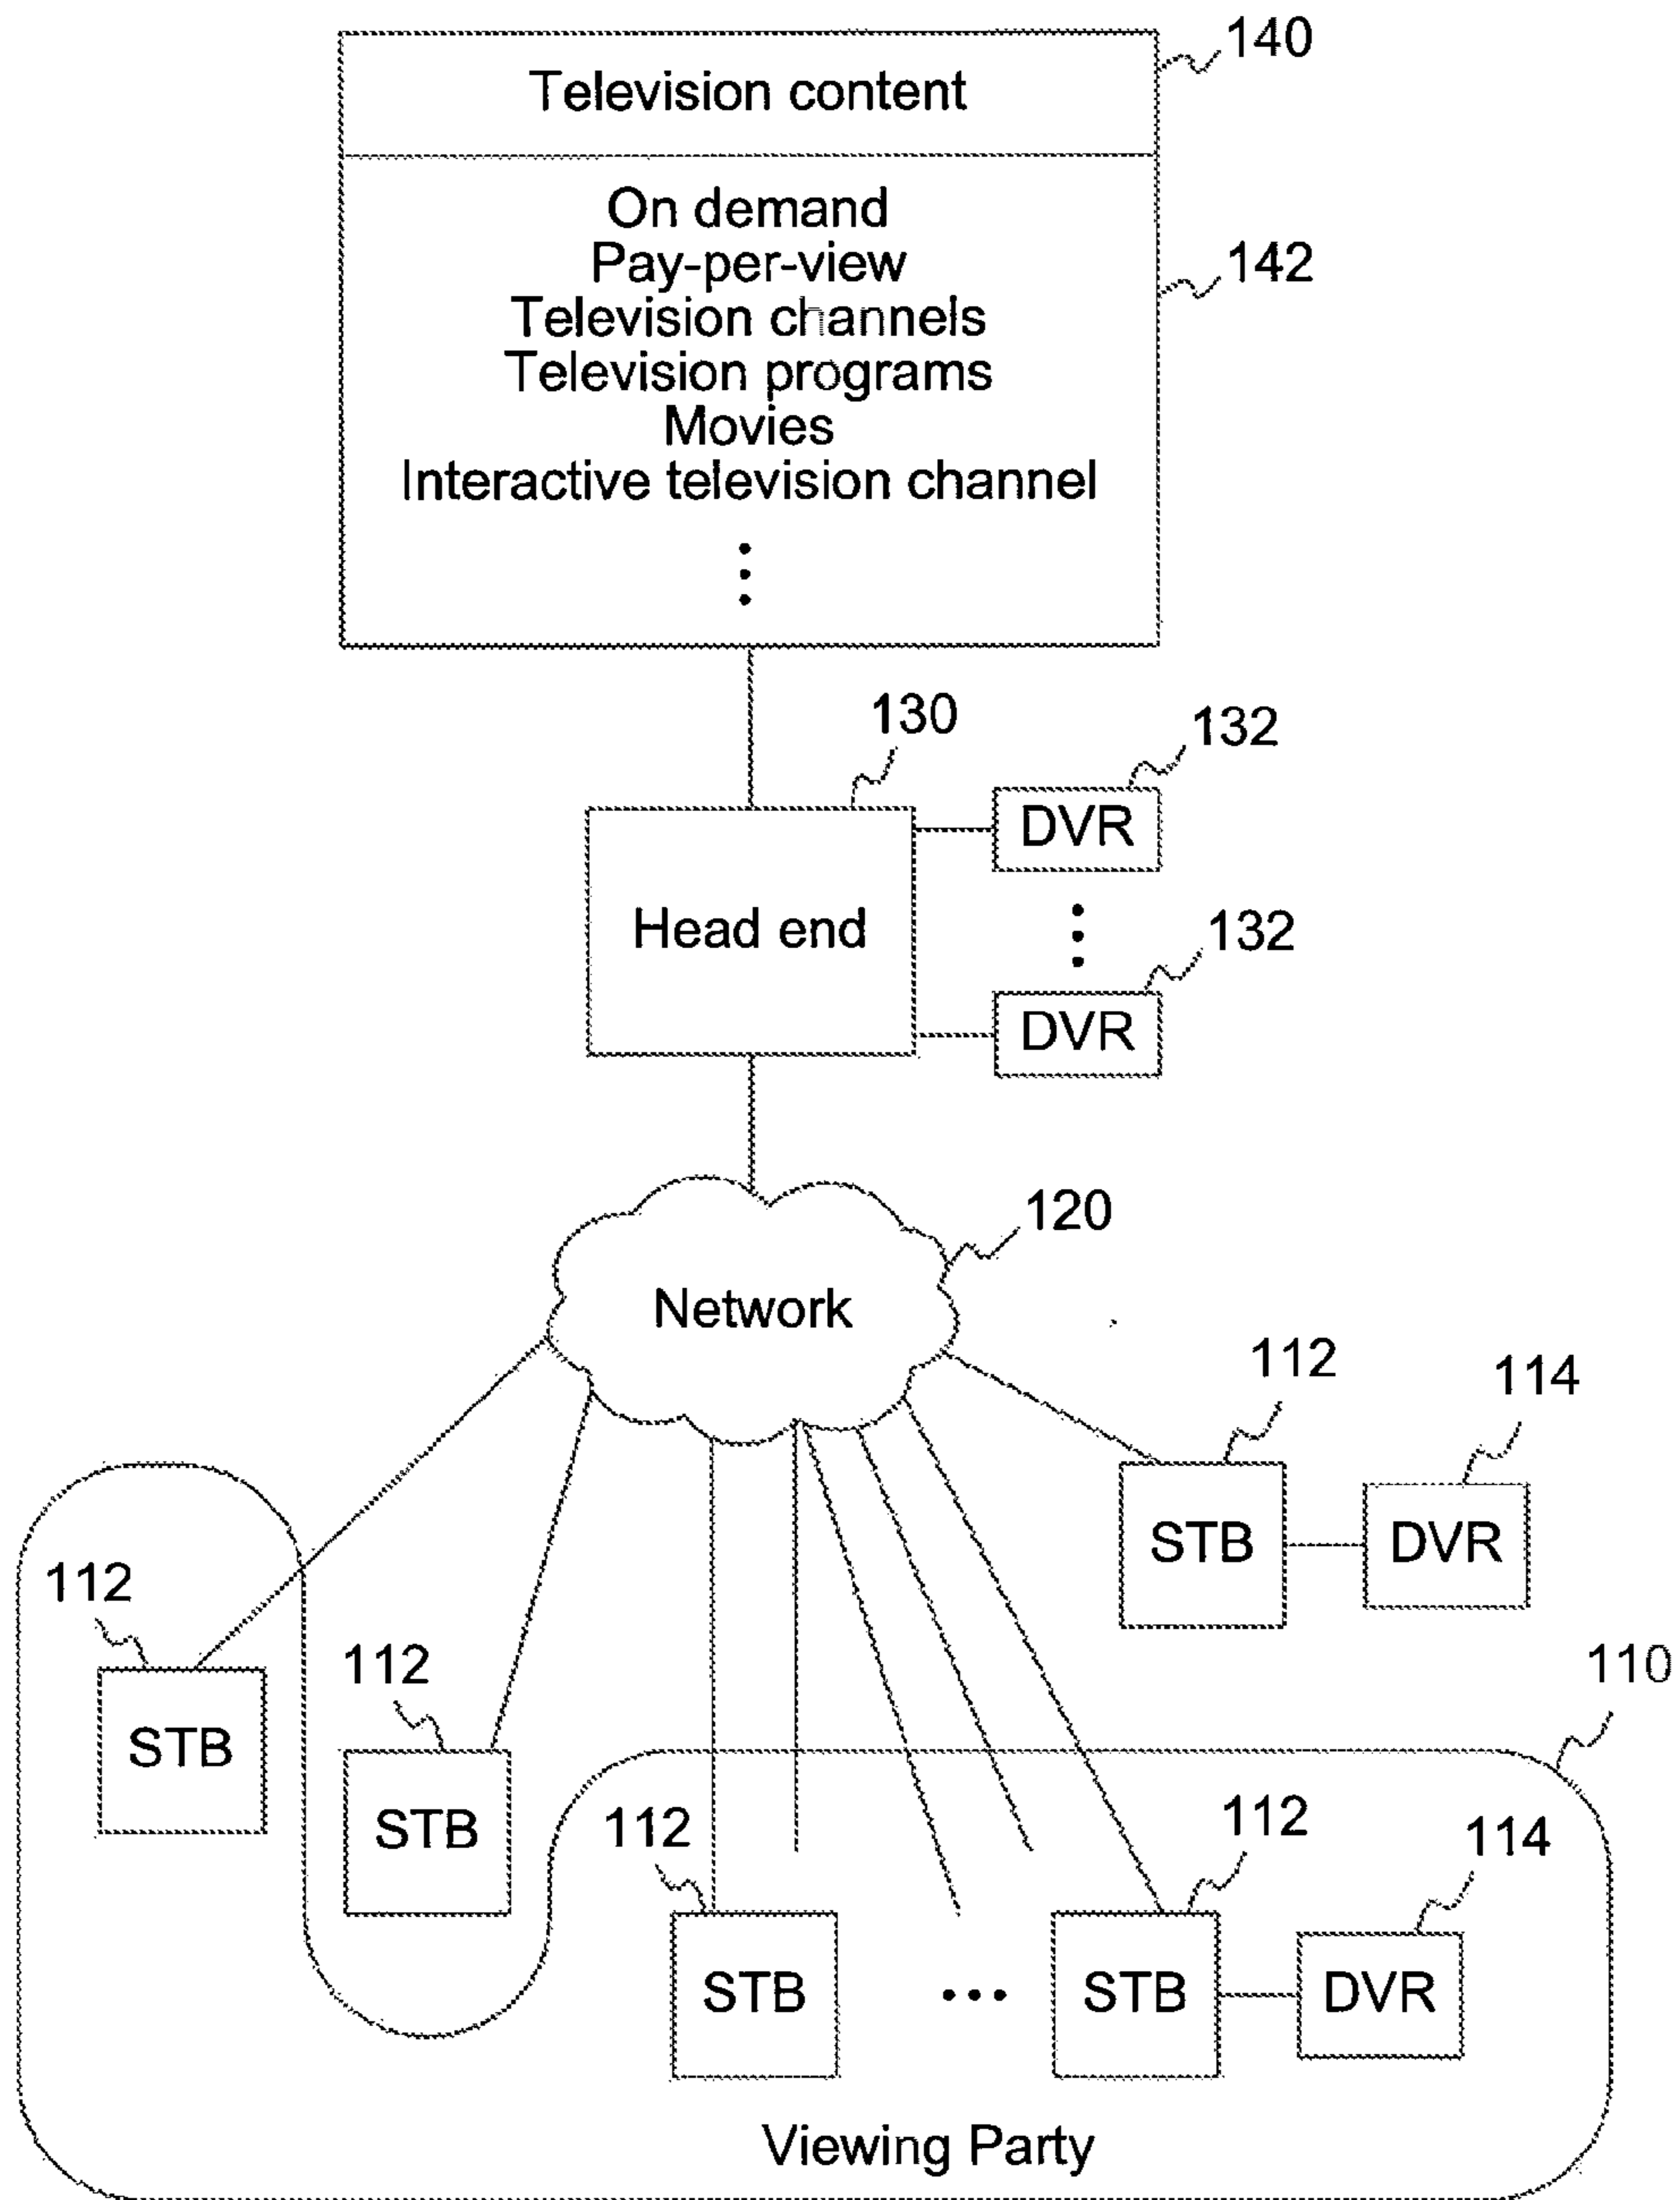 140
Television content
On demand
Pay-per-view
142
Television channels
Television programs
Movies
Interactive television channel
130
132
DVR
Head end
132
DVR
120
Network
112
114
STB
DVR
112
STB
112
STB
110
112
STB
112
STB
114
DVR
Viewing Party